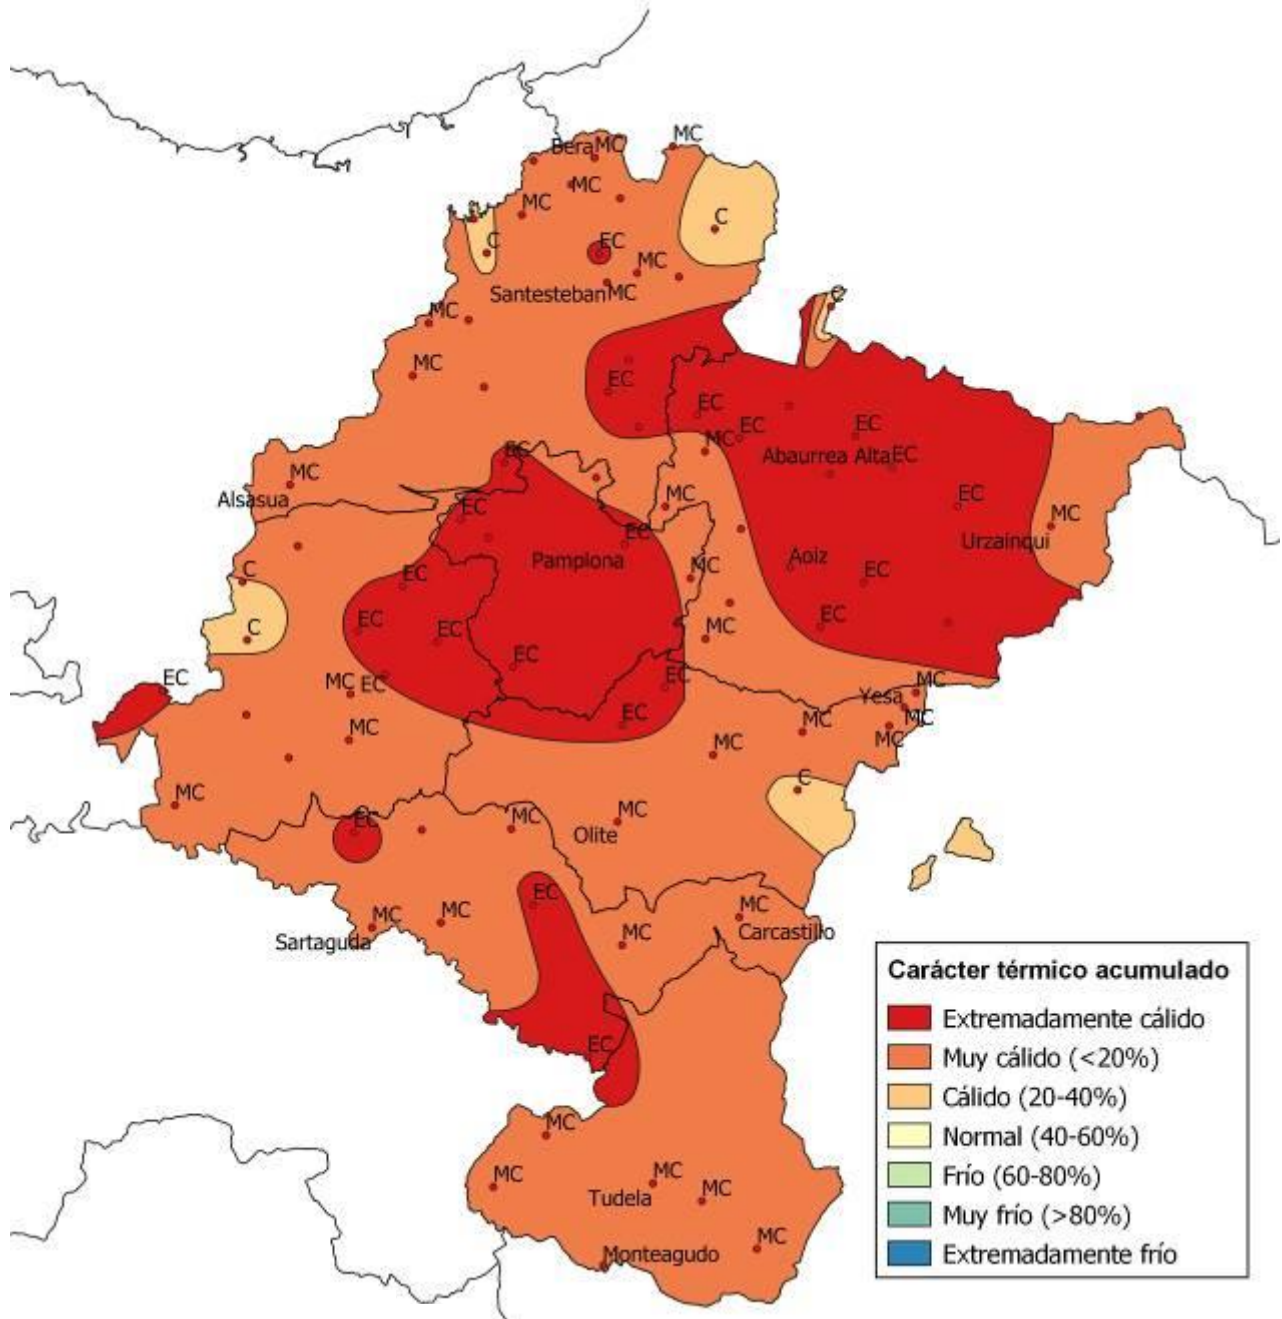 MC
Bera MC
MC
MC
C
C
EC
MC
Santesteban MC
C
MC
MC
EC
EC
EC
EC
MC
EC
Abaurrea Alta EC
MC
Alsasua
MC
EC
EC
MC
Urzainqui
EC
Pamplona
Aoiz
C
EC
MC
EC
C
EC
EC
EC
MC
EC
EC
MC EC
EC
MC
Yesa
MC
EC
MC
MC
MC
MC
C
MC
EC
MC
MC
Olite
EC
MC
MC
MC
Carcastillo
Sartaguda
MC
EC
MC
MC
MC
Tudela
MC
MC
Monteagudo
Carácter térmico acumulado
Extremadamente cálido
Muy cálido (<20%)
Cálido (20-40%)
Normal (40-60%)
Frío (60-80%)
Muy frío (>80%)
Extremadamente frío